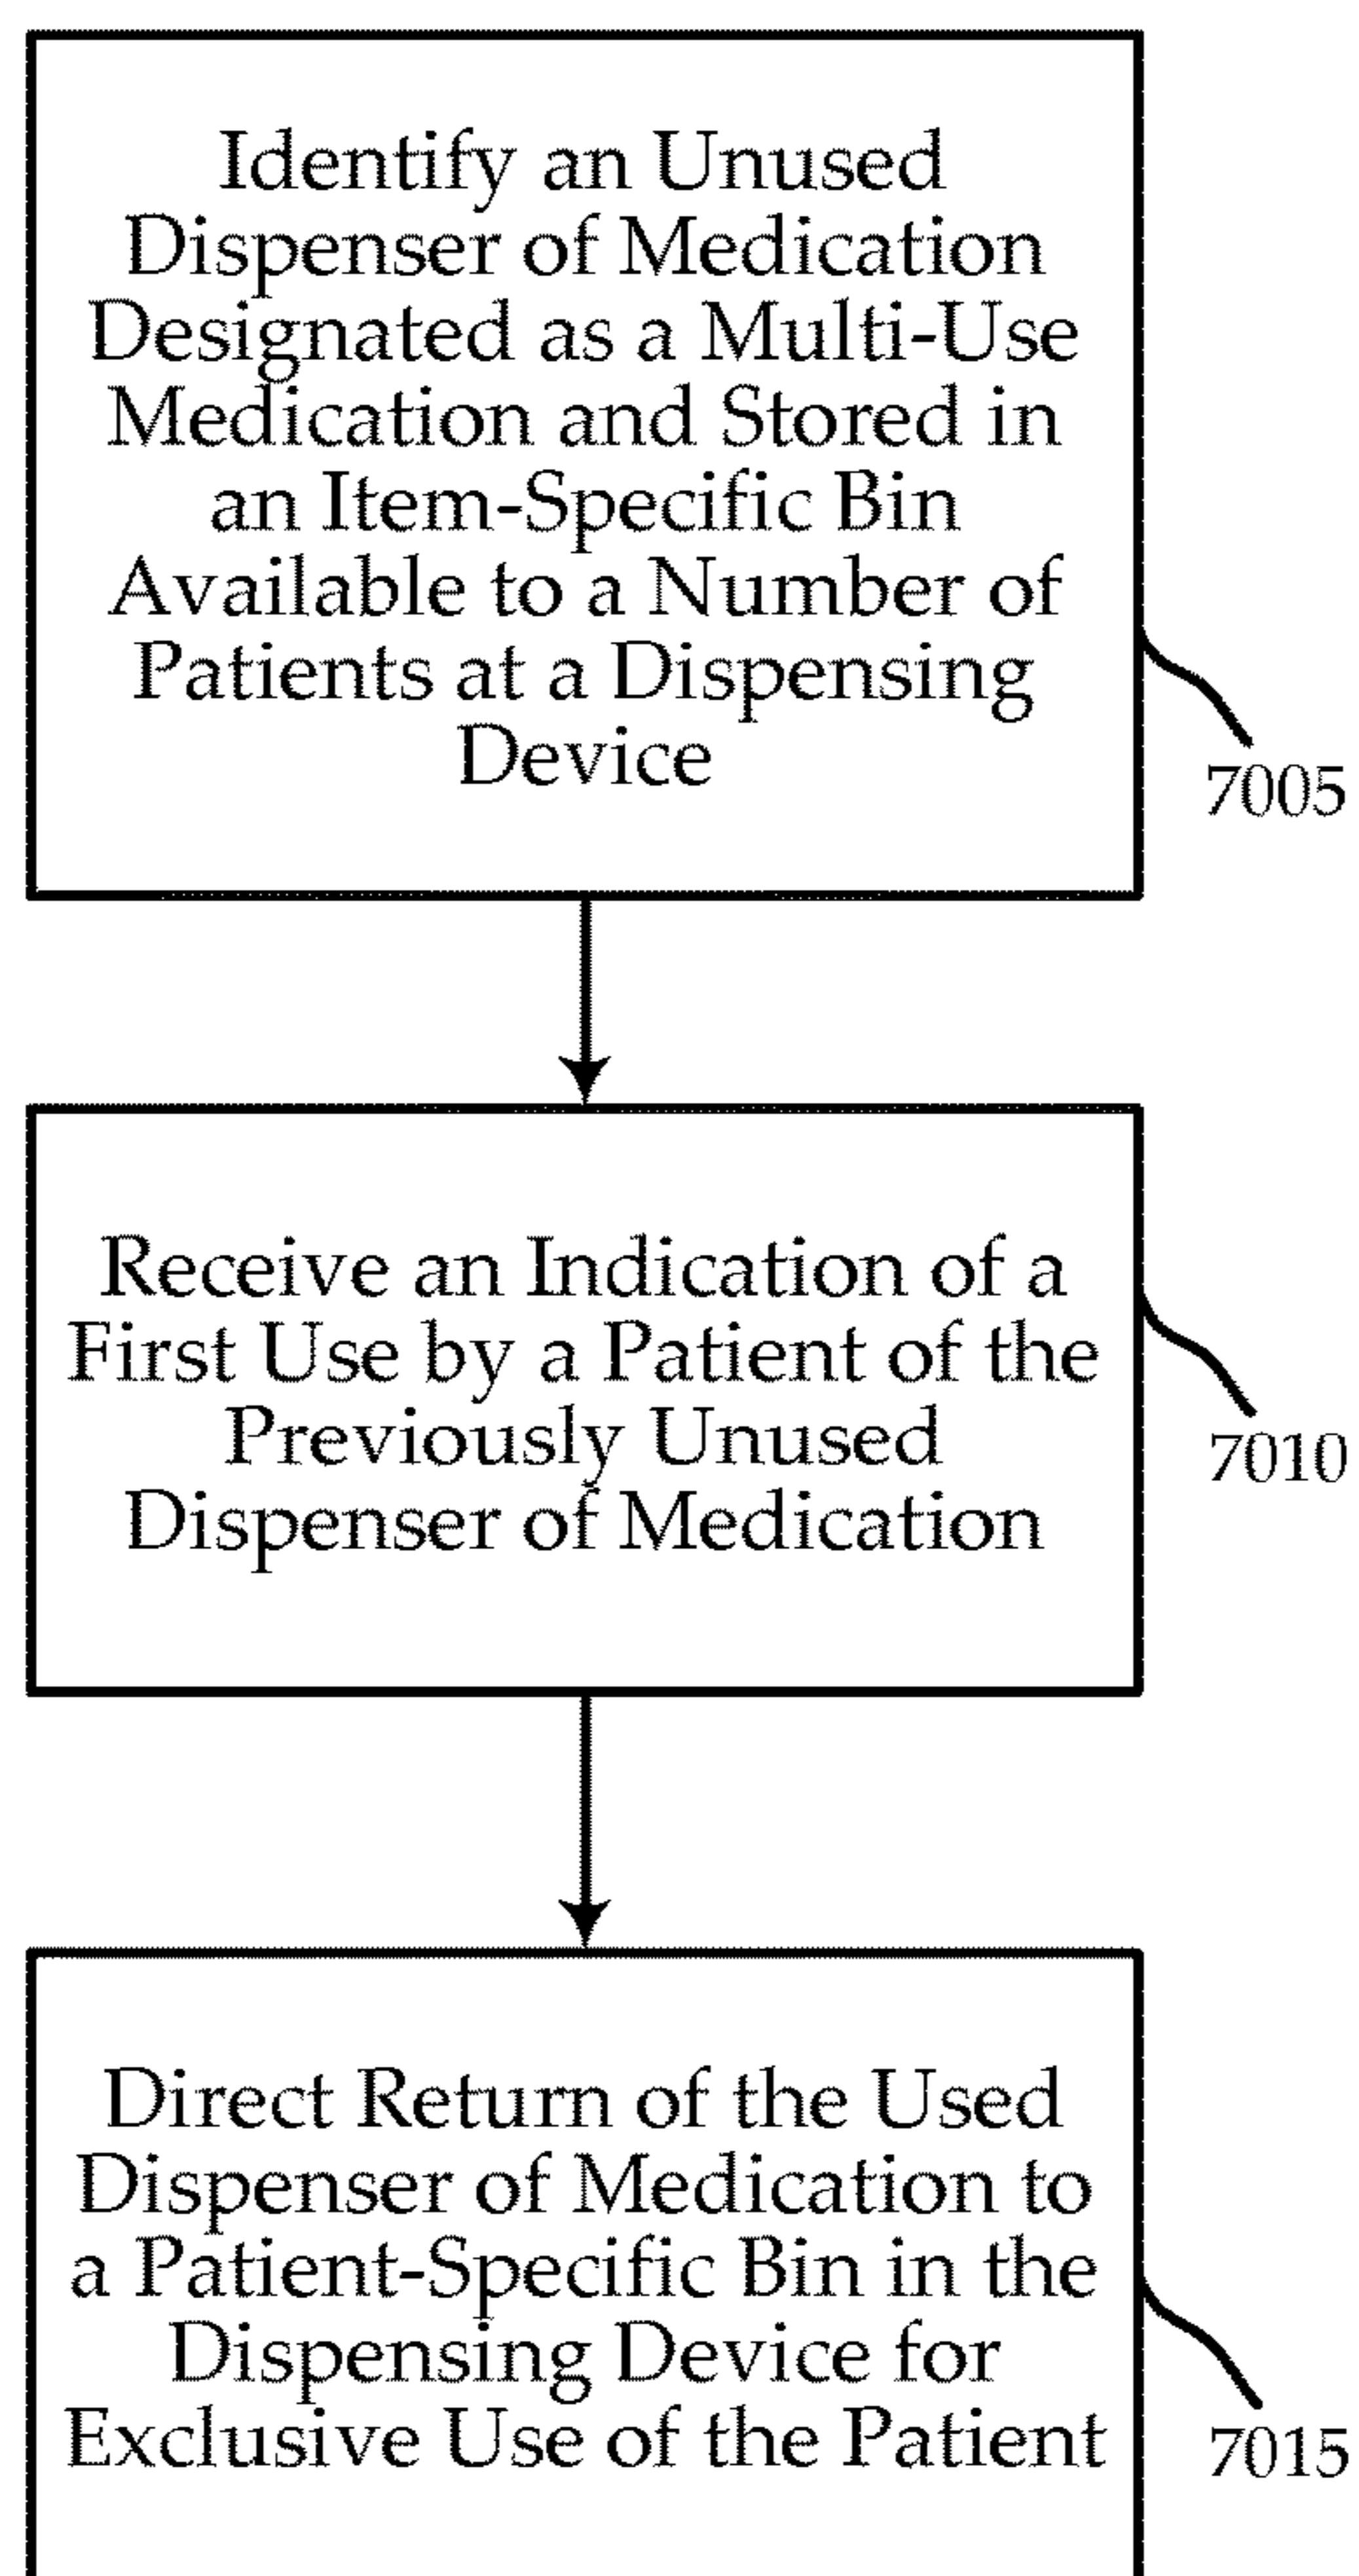 Identify an Unused
Dispenser of Medication
Designated as a Multi-Use
Medication and Stored in
an Item-Specific Bin
Available to a Number of
Patients at a Dispensing
Device
7005
Receive an Indication of a
First Use by a Patient of the
Previously Unused
Dispenser of Medication
7010
Direct Return of the Used
Dispenser of Medication to
a Patient-Specific Bin in the
Dispensing Device for
Exclusive Use of the Patient
7015